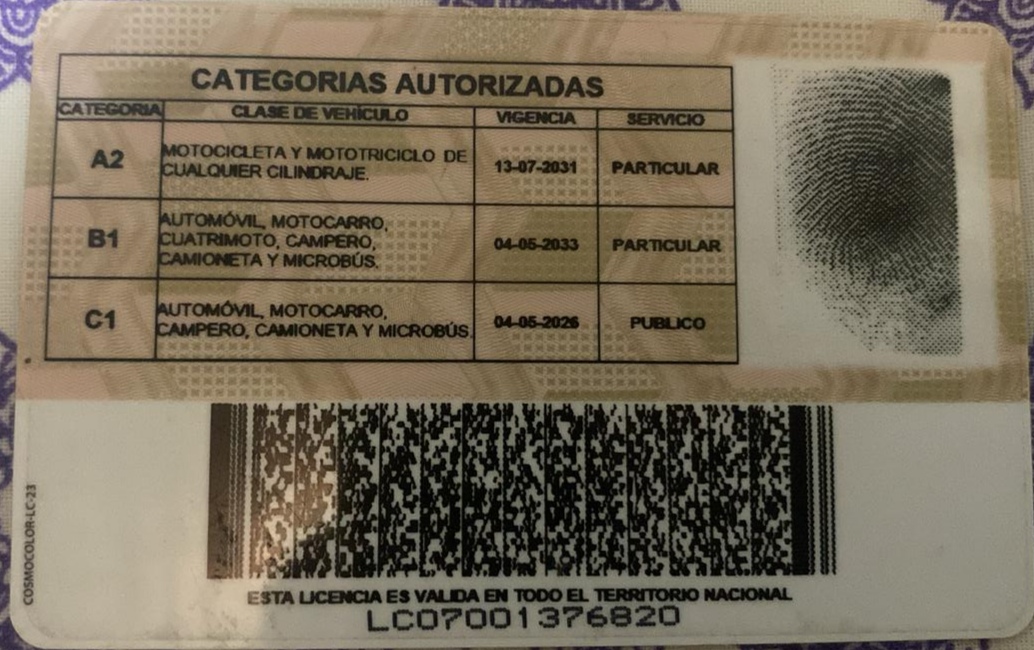 CATEGORIAS AUTORIZADAS
CATEGORIA CLASE DE VEHÍCULO VIGENCIA SERVICIO
A2 MOTOCICLETA Y MOTOTRICICLO DE CUALQUIER CILINDRAJE. 13-07-2031 PARTICULAR
B1 AUTOMÓVIL, MOTOCARRO, CUATRIMOTO, CAMPERO, CAMIONETA Y MICROBÚS. 04-05-2033 PARTICULAR
C1 AUTOMÓVIL, MOTOCARRO, CAMPERO, CAMIONETA Y MICROBÚS. 04-05-2026 PUBLICO
COSMOCOLOR-LC-23
ESTA LICENCIA ES VALIDA EN TODO EL TERRITORIO NACIONAL
LC07001376820